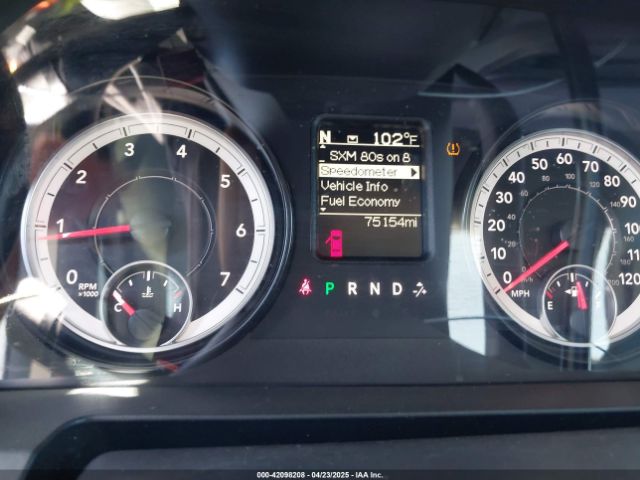 N 102°F
SXM 80s on 8
Speedometer
Vehicle Info
Fuel Economy
75154mi
P R N D
0 1 2 3 4 5 6 7
RPM
x1000
C H
0 10 20 30 40 50 60 70 80 90 100 110 120
MPH
E
000-42098208 - 04/23/2025 - IAA Inc.